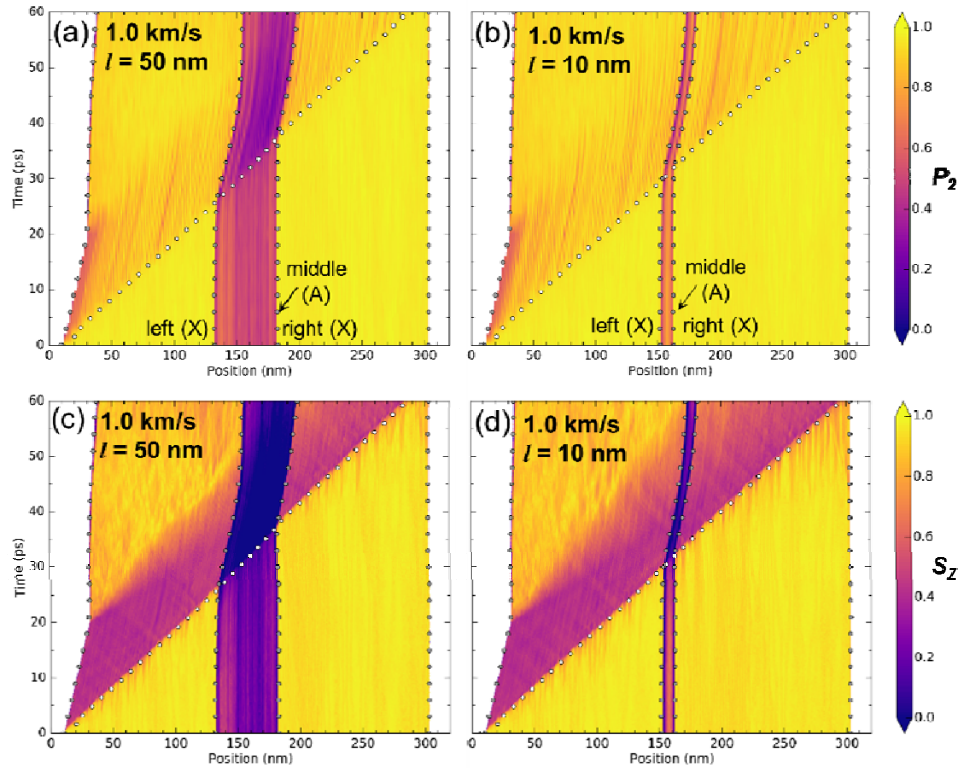 (a) 1.0 km/s
l = 50 nm
(b) 1.0 km/s
l = 10 nm
60
50
40
30
20
10
0
Time (ps)
middle
(A)
left (X)
right (X)
middle
(A)
left (X)
right (X)
0 50 100 150 200 250 300
Position (nm)
0 50 100 150 200 250 300
Position (nm)
1.0
0.8
0.6
0.4
0.2
0.0
P2
(c) 1.0 km/s
l = 50 nm
(d) 1.0 km/s
l = 10 nm
60
50
40
30
20
10
0
Time (ps)
0 50 100 150 200 250 300
Position (nm)
0 50 100 150 200 250 300
Position (nm)
1.0
0.8
0.6
0.4
0.2
0.0
SZ